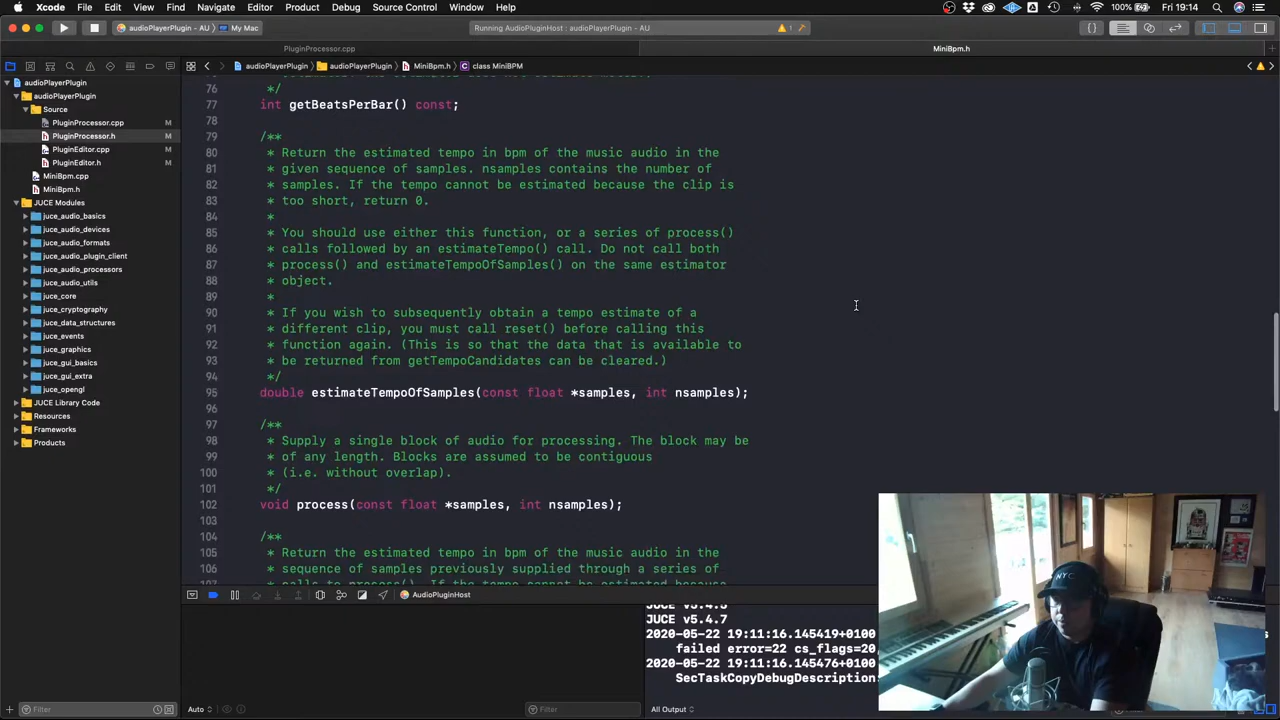 Xcode File Edit View Find Navigate Editor Product Debug Source Control Window Help 100% Fri 19:14
audioPlayerPlugin - AU 〉 My Mac Running AudioPluginHost : audioPlayerPlugin - AU 1
PluginProcessor.cpp MiniBpm.h
audioPlayerPlugin audioPlayerPlugin MiniBpm.h C class MiniBPM
audioPlayerPlugin
audioPlayerPlugin
Source
PluginProcessor.cpp M
PluginProcessor.h M
PluginEditor.cpp M
PluginEditor.h M
MiniBpm.cpp
MiniBpm.h
JUCE Modules
juce_audio_basics
juce_audio_devices
juce_audio_formats
juce_audio_plugin_client
juce_audio_processors
juce_audio_utils
juce_core
juce_cryptography
juce_data_structures
juce_events
juce_graphics
juce_gui_basics
juce_gui_extra
juce_opengl
JUCE Library Code
Resources
Frameworks
Products
76 */
77 int getBeatsPerBar() const;
78
79 /**
80 * Return the estimated tempo in bpm of the music audio in the
81 * given sequence of samples. nsamples contains the number of
82 * samples. If the tempo cannot be estimated because the clip is
83 * too short, return 0.
84 *
85 * You should use either this function, or a series of process()
86 * calls followed by an estimateTempo() call. Do not call both
87 * process() and estimateTempoOfSamples() on the same estimator
88 * object.
89 *
90 * If you wish to subsequently obtain a tempo estimate of a
91 * different clip, you must call reset() before calling this
92 * function again. (This is so that the data that is available to
93 * be returned from getTempoCandidates can be cleared.)
94 */
95 double estimateTempoOfSamples(const float *samples, int nsamples);
96
97 /**
98 * Supply a single block of audio for processing. The block may be
99 * of any length. Blocks are assumed to be contiguous
100 * (i.e. without overlap).
101 */
102 void process(const float *samples, int nsamples);
103
104 /**
105 * Return the estimated tempo in bpm of the music audio in the
106 * sequence of samples previously supplied through a series of
107 * calls to process(). If the tempo cannot be estimated because
AudioPluginHost
JUCE v5.4.7
2020-05-22 19:11:16.145419+0100
failed error=22 cs_flags=20,
2020-05-22 19:11:16.145476+0100
SecTaskCopyDebugDescription
Filter Auto Filter All Output
NYC